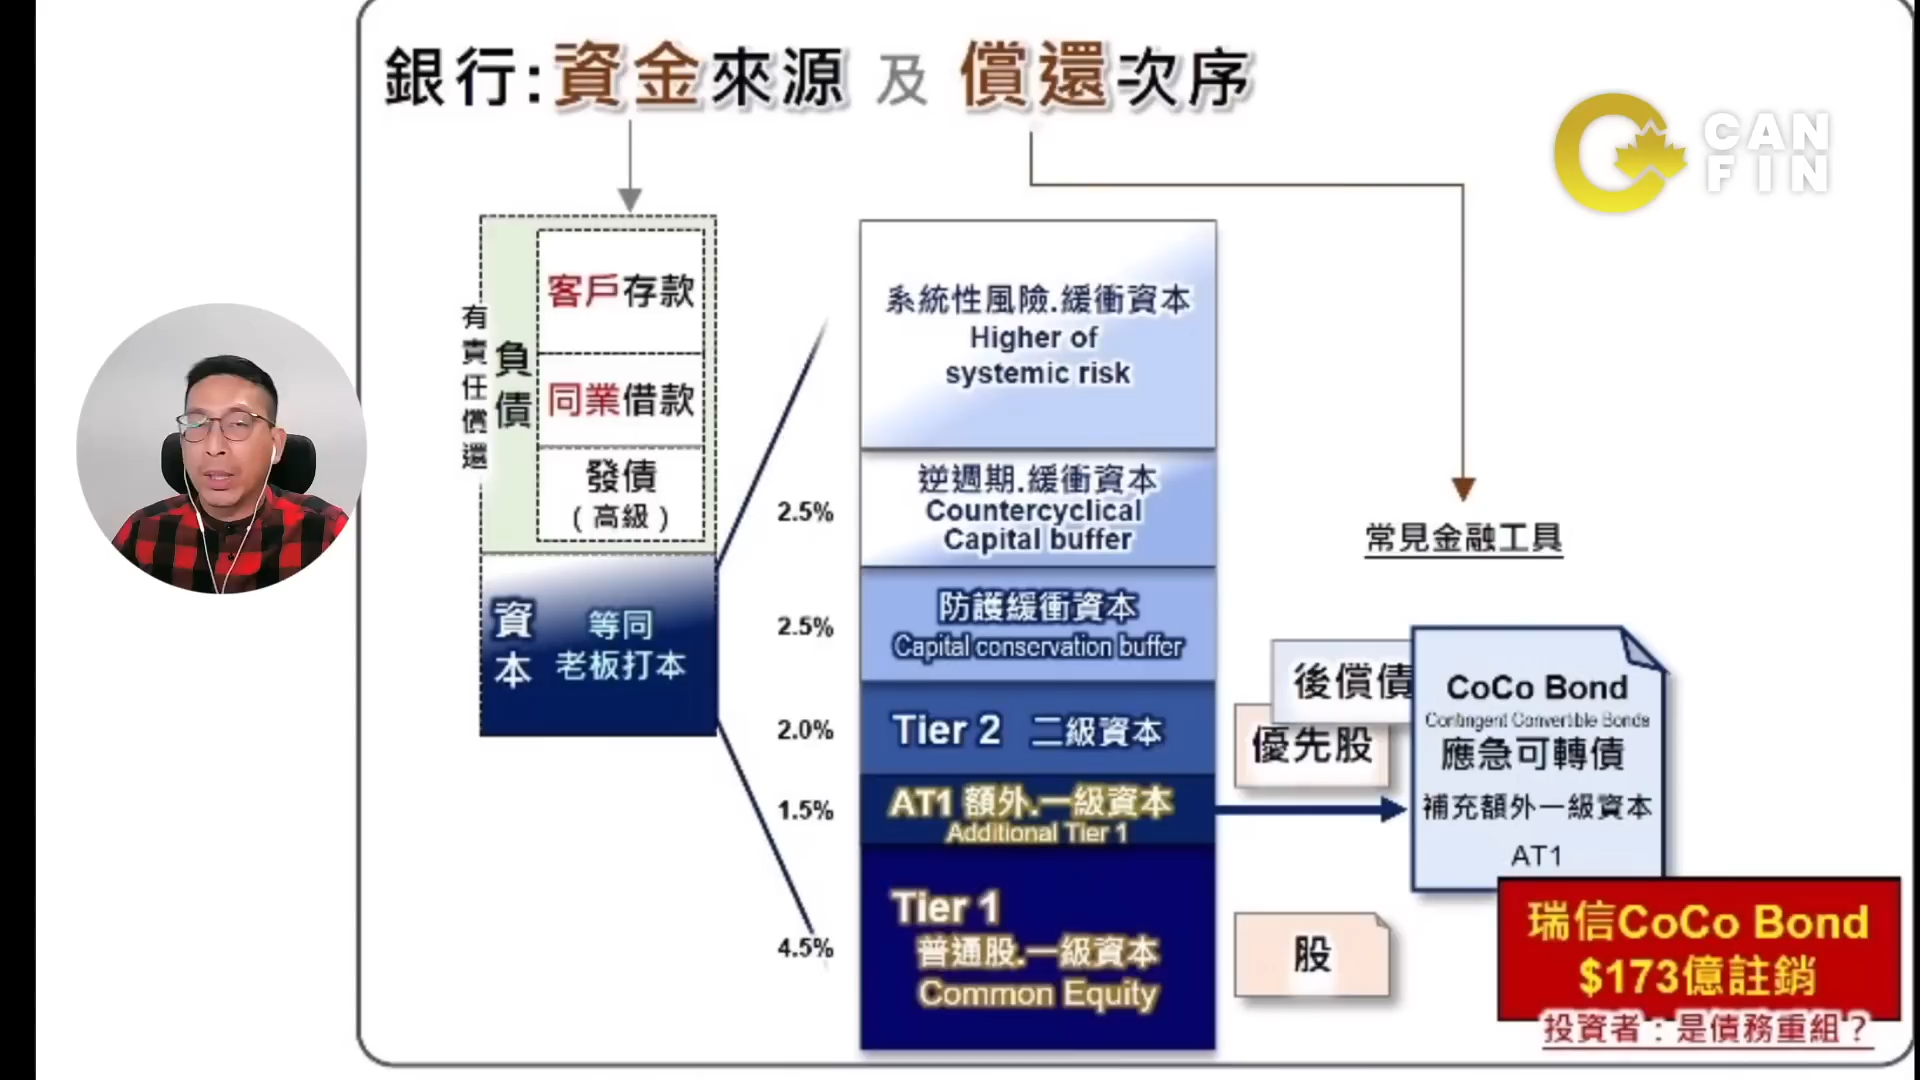 銀行:資金來源 及 償還次序
CAN
FIN
有責任償還
負債
客戶存款
同業借款
發債
(高級)
資本
等同
老板打本
系統性風險.緩衝資本
Higher of
systemic risk
2.5%
逆週期.緩衝資本
Countercyclical
Capital buffer
2.5%
防護緩衝資本
Capital conservation buffer
2.0%
Tier 2 二級資本
1.5%
AT1 額外.一級資本
Additional Tier 1
4.5%
Tier 1
普通股.一級資本
Common Equity
常見金融工具
後償債
優先股
股
CoCo Bond
Contingent Convertible Bonds
應急可轉債
補充額外一級資本
AT1
瑞信CoCo Bond
$173億註銷
投資者：是債務重組？